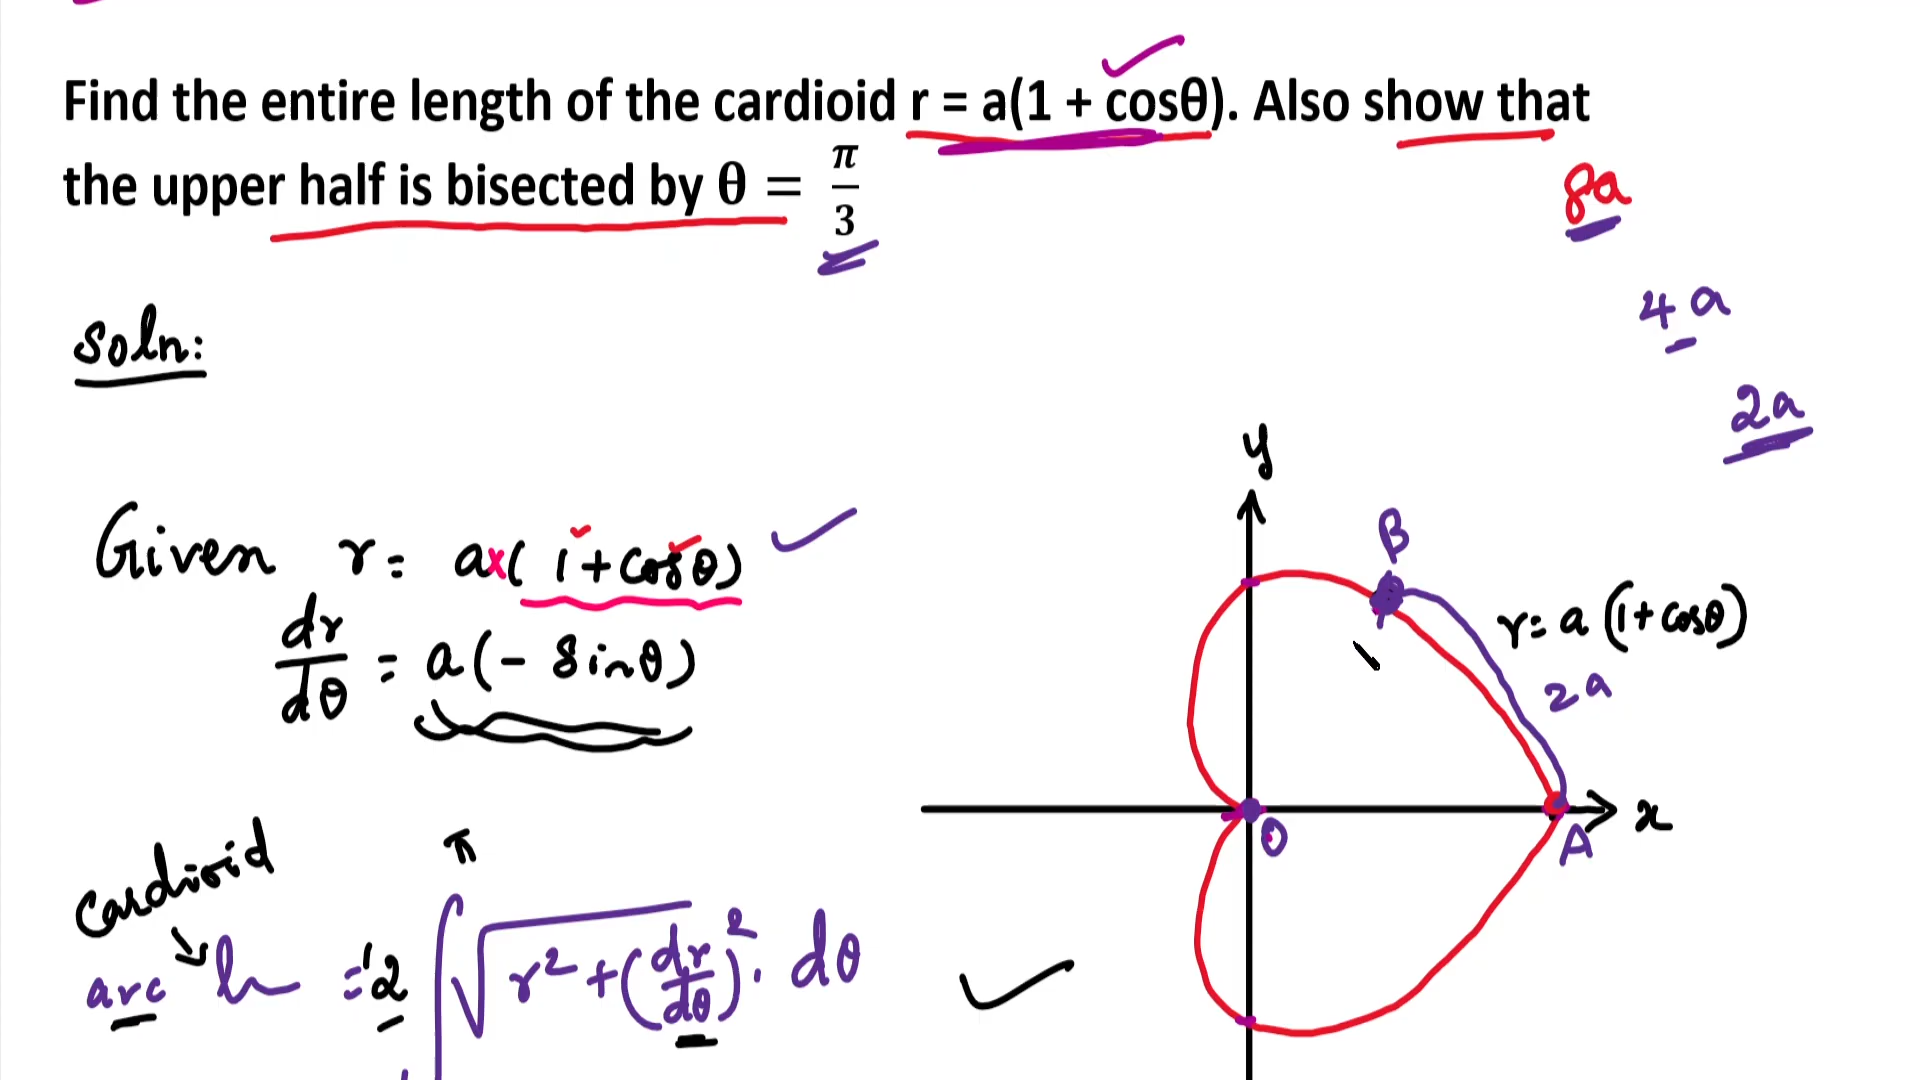 Find the entire length of the cardioid r = a(1 + cosθ). Also show that
the upper half is bisected by θ = π/3
8a
4a
2a
Soln:
Given r = a×(1+cosθ)
dr/dθ = a(- sinθ)
y
B
r = a(1+cosθ)
2a
x
O
A
Cardioid
π
arc h = 2 ∫ √r² + (dr/dθ)². dθ